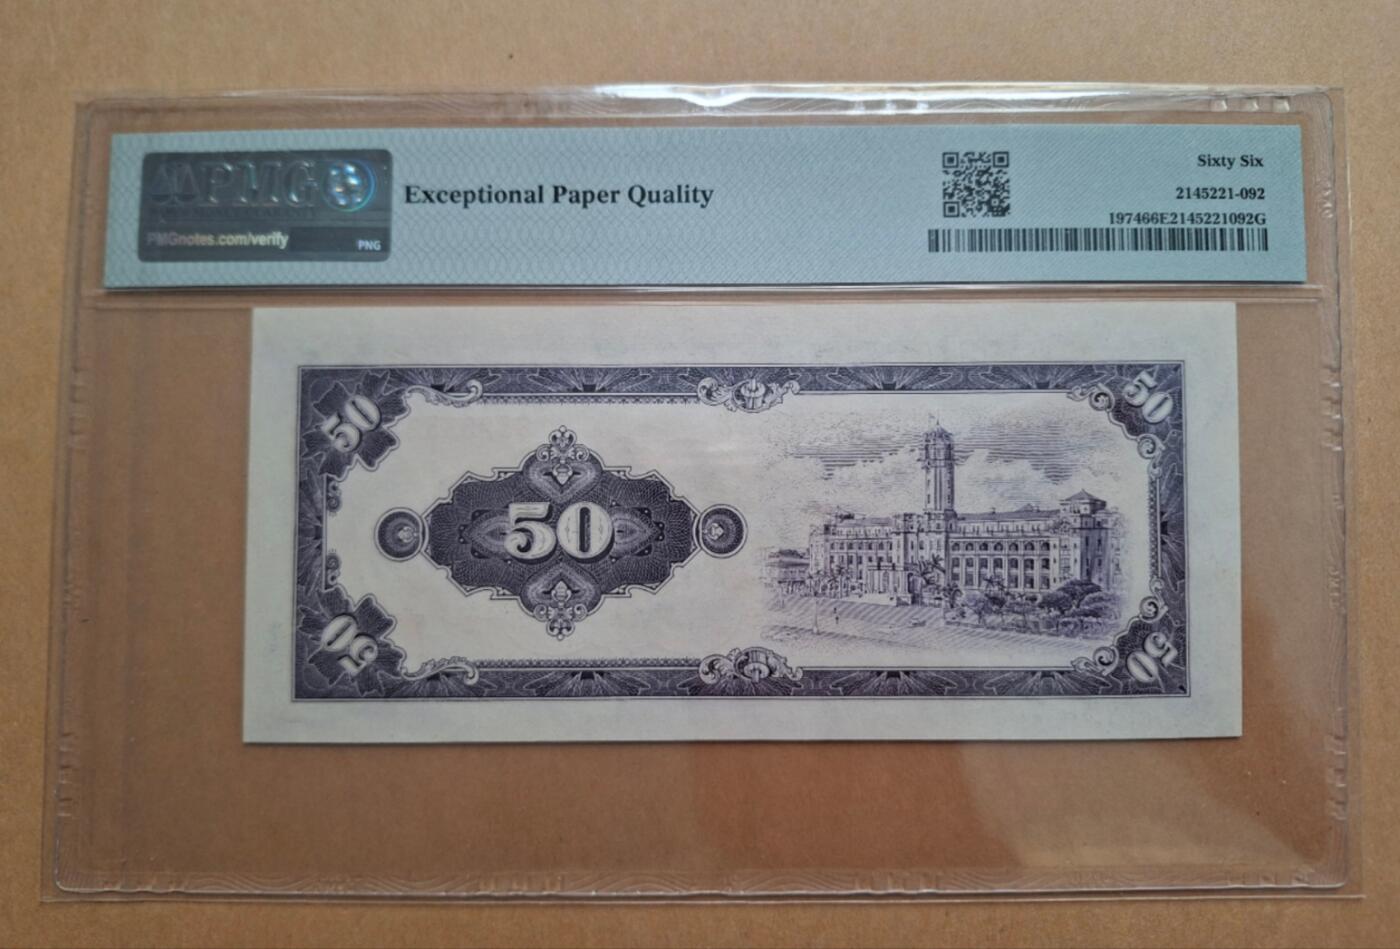 PMG
PMGnotes.com/verify
PNG
Exceptional Paper Quality
Sixty Six
2145221-092
197466E2145221092G
50
50
50
50
50